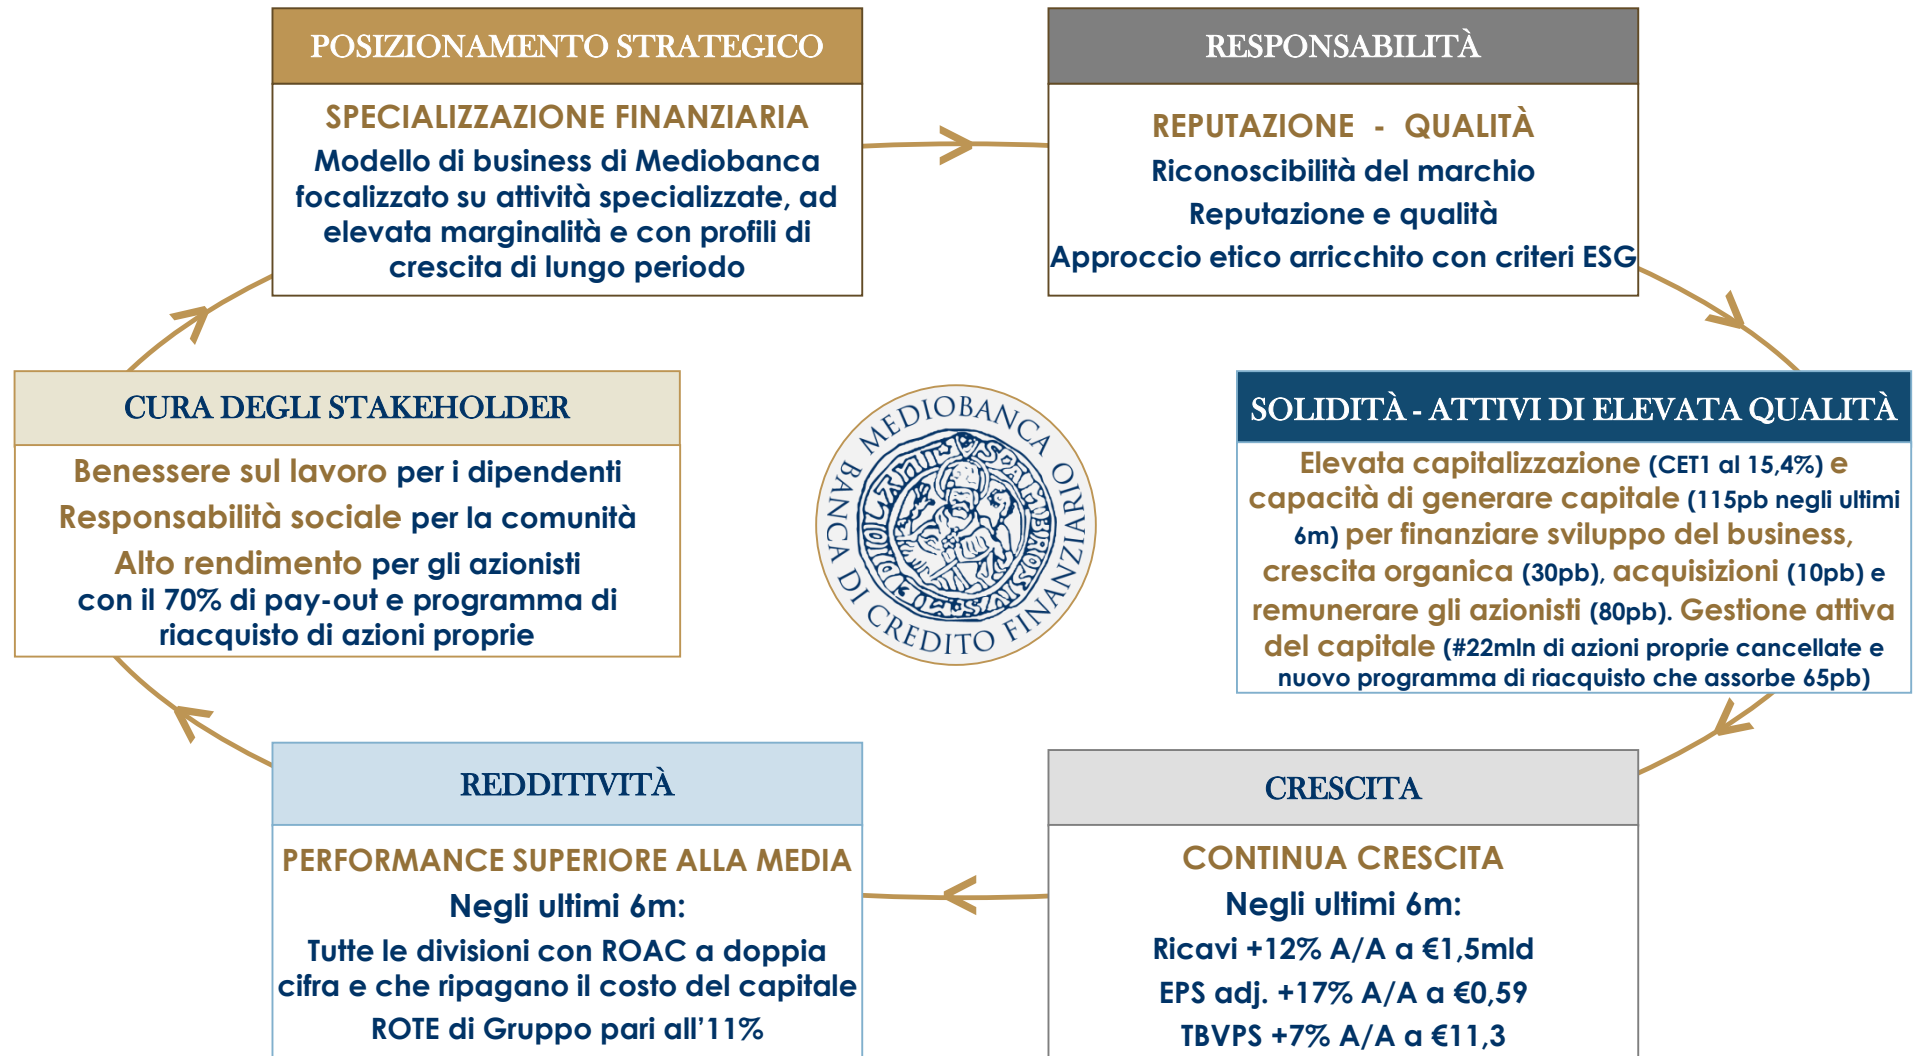 POSIZIONAMENTO STRATEGICO
SPECIALIZZAZIONE FINANZIARIA
Modello di business di Mediobanca
focalizzato su attività specializzate, ad
elevata marginalità e con profili di
crescita di lungo periodo
RESPONSABILITÀ
REPUTAZIONE - QUALITÀ
Riconoscibilità del marchio
Reputazione e qualità
Approccio etico arricchito con criteri ESG
CURA DEGLI STAKEHOLDER
Benessere sul lavoro per i dipendenti
Responsabilità sociale per la comunità
Alto rendimento per gli azionisti
con il 70% di pay-out e programma di
riacquisto di azioni proprie
MEDIOBANCA
BANCA DI CREDITO FINANZIARIO
SOLIDITÀ - ATTIVI DI ELEVATA QUALITÀ
Elevata capitalizzazione (CET1 al 15,4%) e
capacità di generare capitale (115pb negli ultimi
6m) per finanziare sviluppo del business,
crescita organica (30pb), acquisizioni (10pb) e
remunerare gli azionisti (80pb). Gestione attiva
del capitale (#22mln di azioni proprie cancellate e
nuovo programma di riacquisto che assorbe 65pb)
REDDITIVITÀ
PERFORMANCE SUPERIORE ALLA MEDIA
Negli ultimi 6m:
Tutte le divisioni con ROAC a doppia
cifra e che ripagano il costo del capitale
ROTE di Gruppo pari all'11%
CRESCITA
CONTINUA CRESCITA
Negli ultimi 6m:
Ricavi +12% A/A a €1,5mld
EPS adj. +17% A/A a €0,59
TBVPS +7% A/A a €11,3